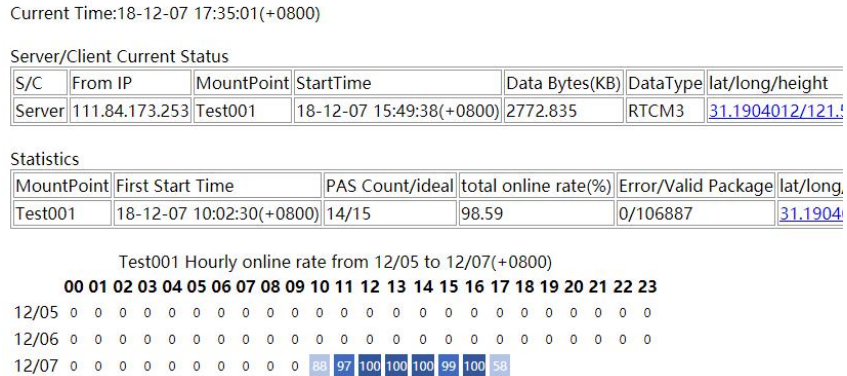 Current Time:18-12-07 17:35:01(+0800)
Server/Client Current Status
S/C From IP MountPoint StartTime Data Bytes(KB) DataType lat/long/height
Server 111.84.173.253 Test001 18-12-07 15:49:38(+0800) 2772.835 RTCM3 31.1904012/121.5
Statistics
MountPoint First Start Time PAS Count/ideal total online rate(%) Error/Valid Package lat/long/
Test001 18-12-07 10:02:30(+0800) 14/15 98.59 0/106887 31.1904
Test001 Hourly online rate from 12/05 to 12/07(+0800)
00 01 02 03 04 05 06 07 08 09 10 11 12 13 14 15 16 17 18 19 20 21 22 23
12/05 0 0 0 0 0 0 0 0 0 0 0 0 0 0 0 0 0 0 0 0 0 0 0 0
12/06 0 0 0 0 0 0 0 0 0 0 0 0 0 0 0 0 0 0 0 0 0 0 0 0
12/07 0 0 0 0 0 0 0 0 0 0 88 97 100 100 100 99 100 58